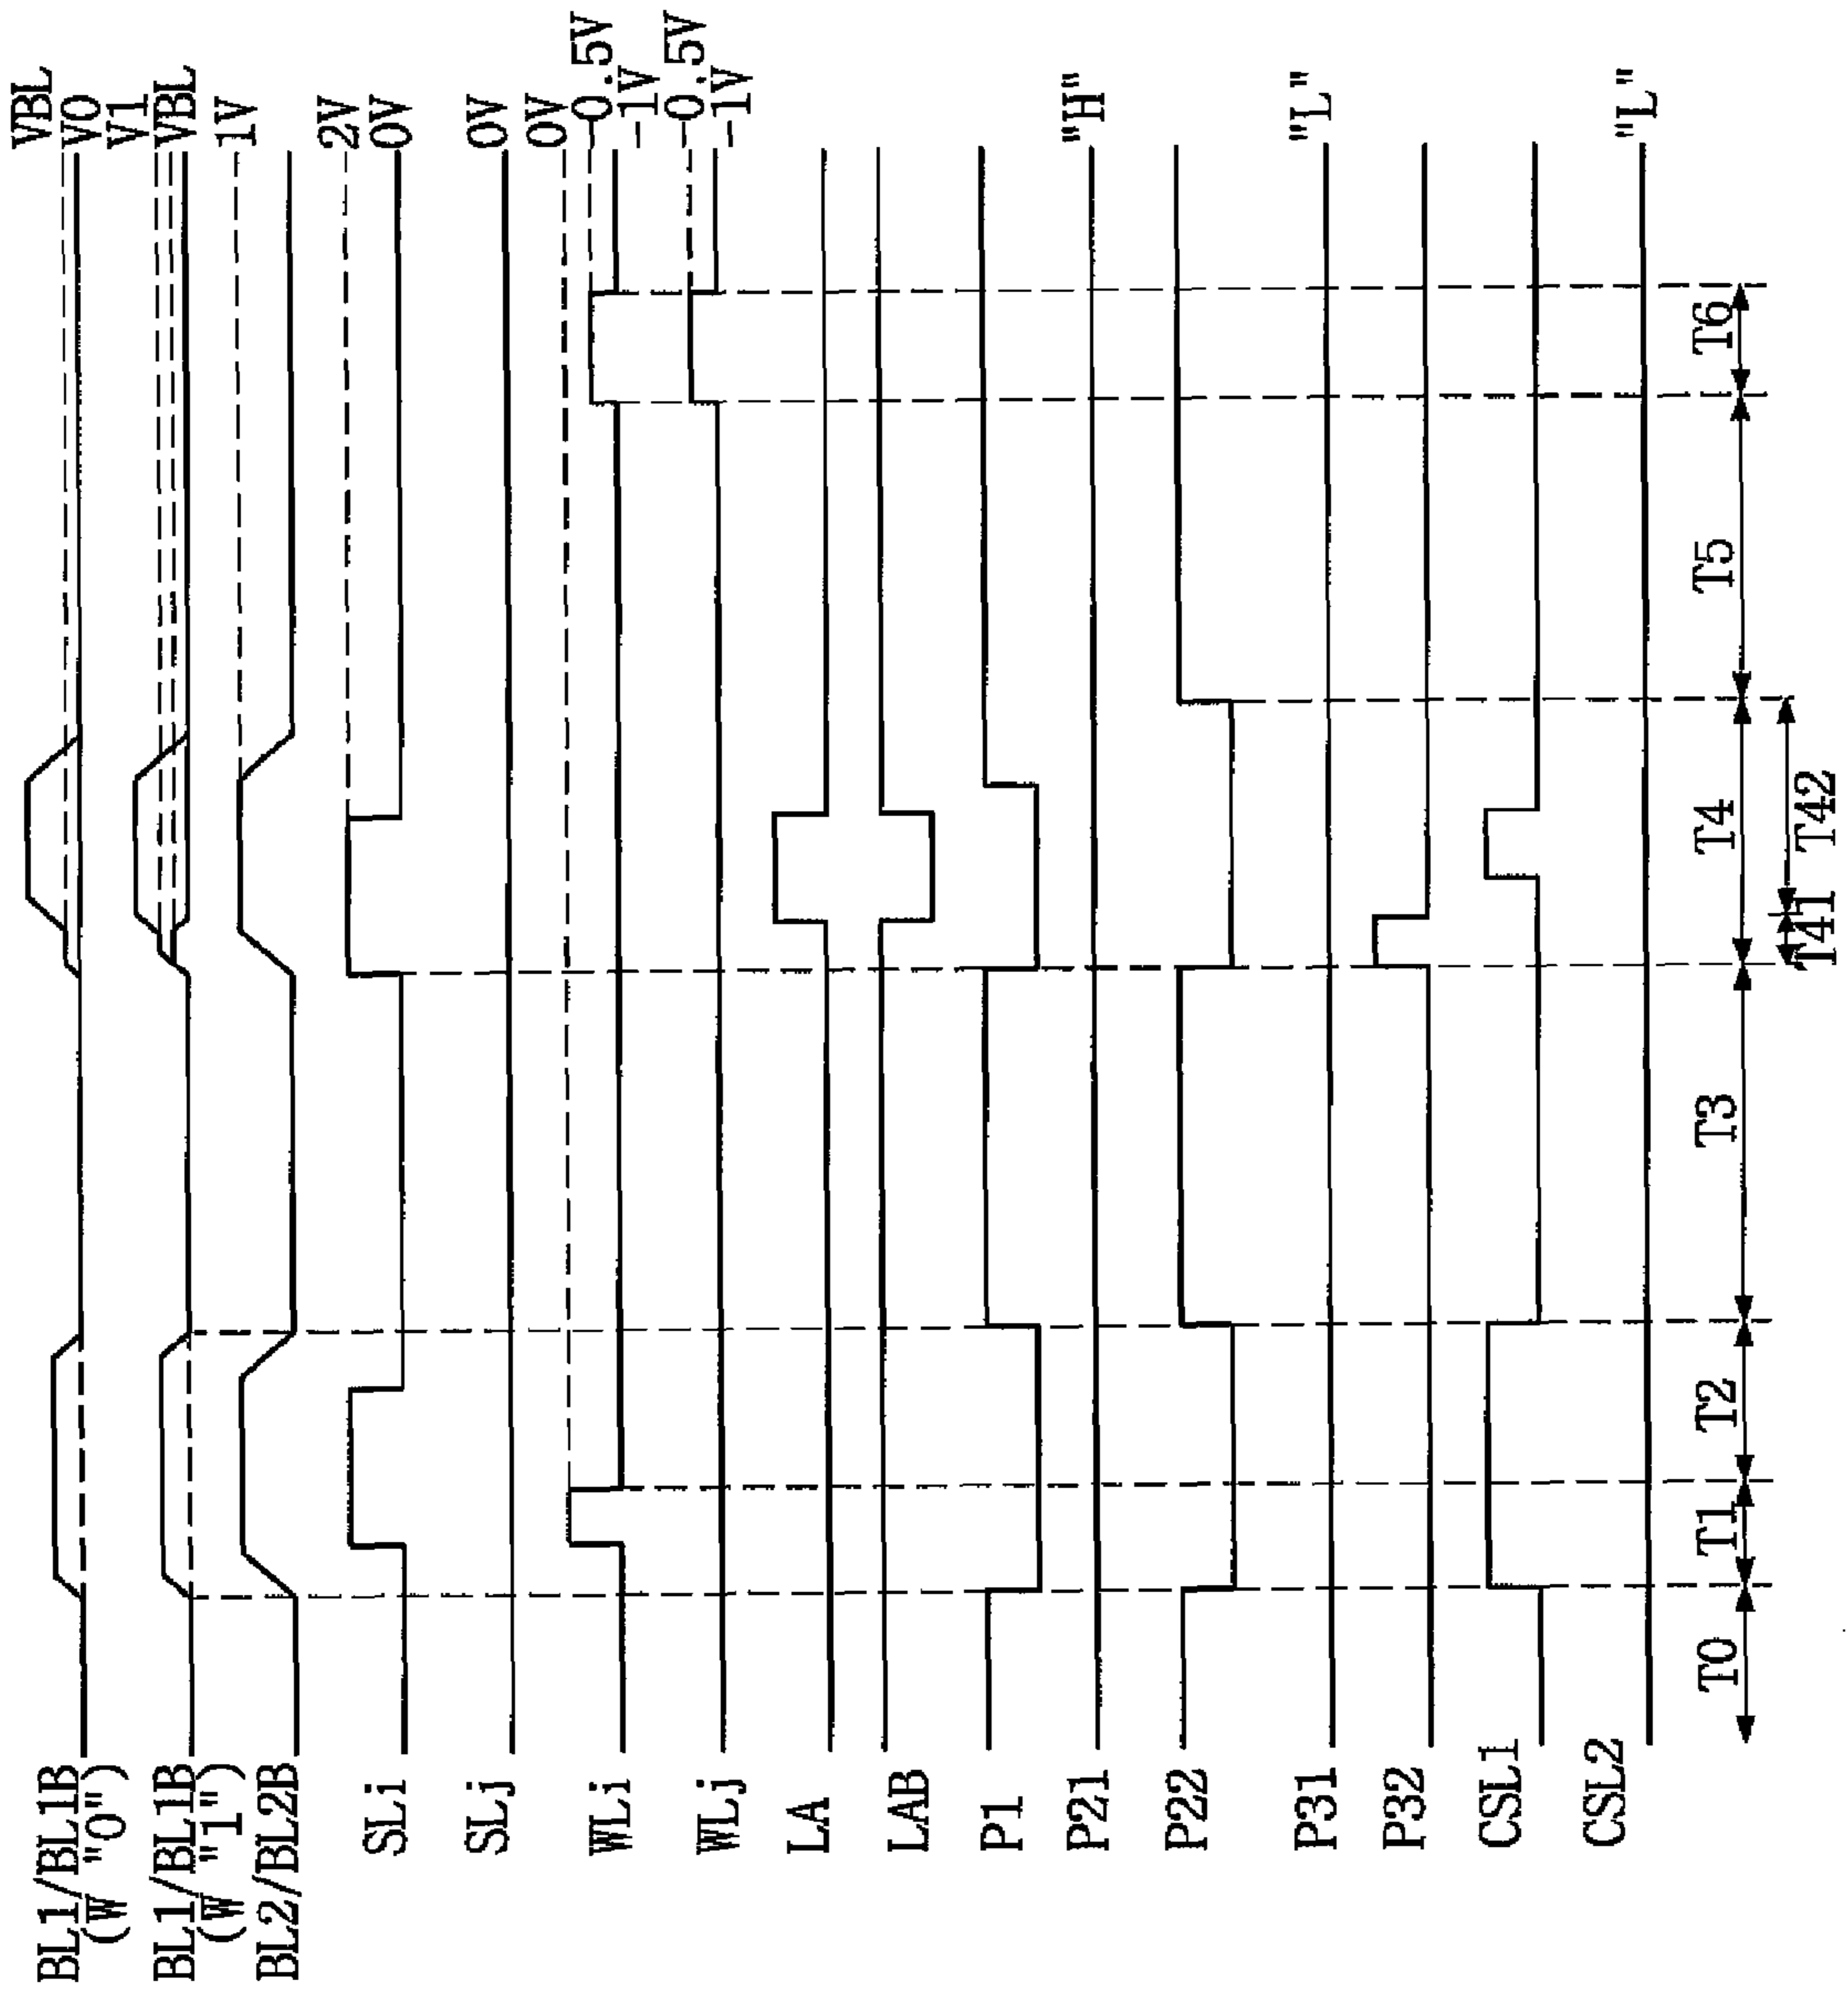 BL1/BL1B
(W "0")
BL1/BL1B
(W "1")
BL2/BL2B
SLi
SLj
WLi
WLj
LA
LAB
P1
P21
P22
P31
P32
CSL1
CSL2
VBL
V0
V1
VBL
1V
2V
0V
0V
0V
-0.5V
-1V
-0.5V
-1V
"H"
"L"
"L"
T0
T1
T2
T3
T4
T5
T6
T41
T42